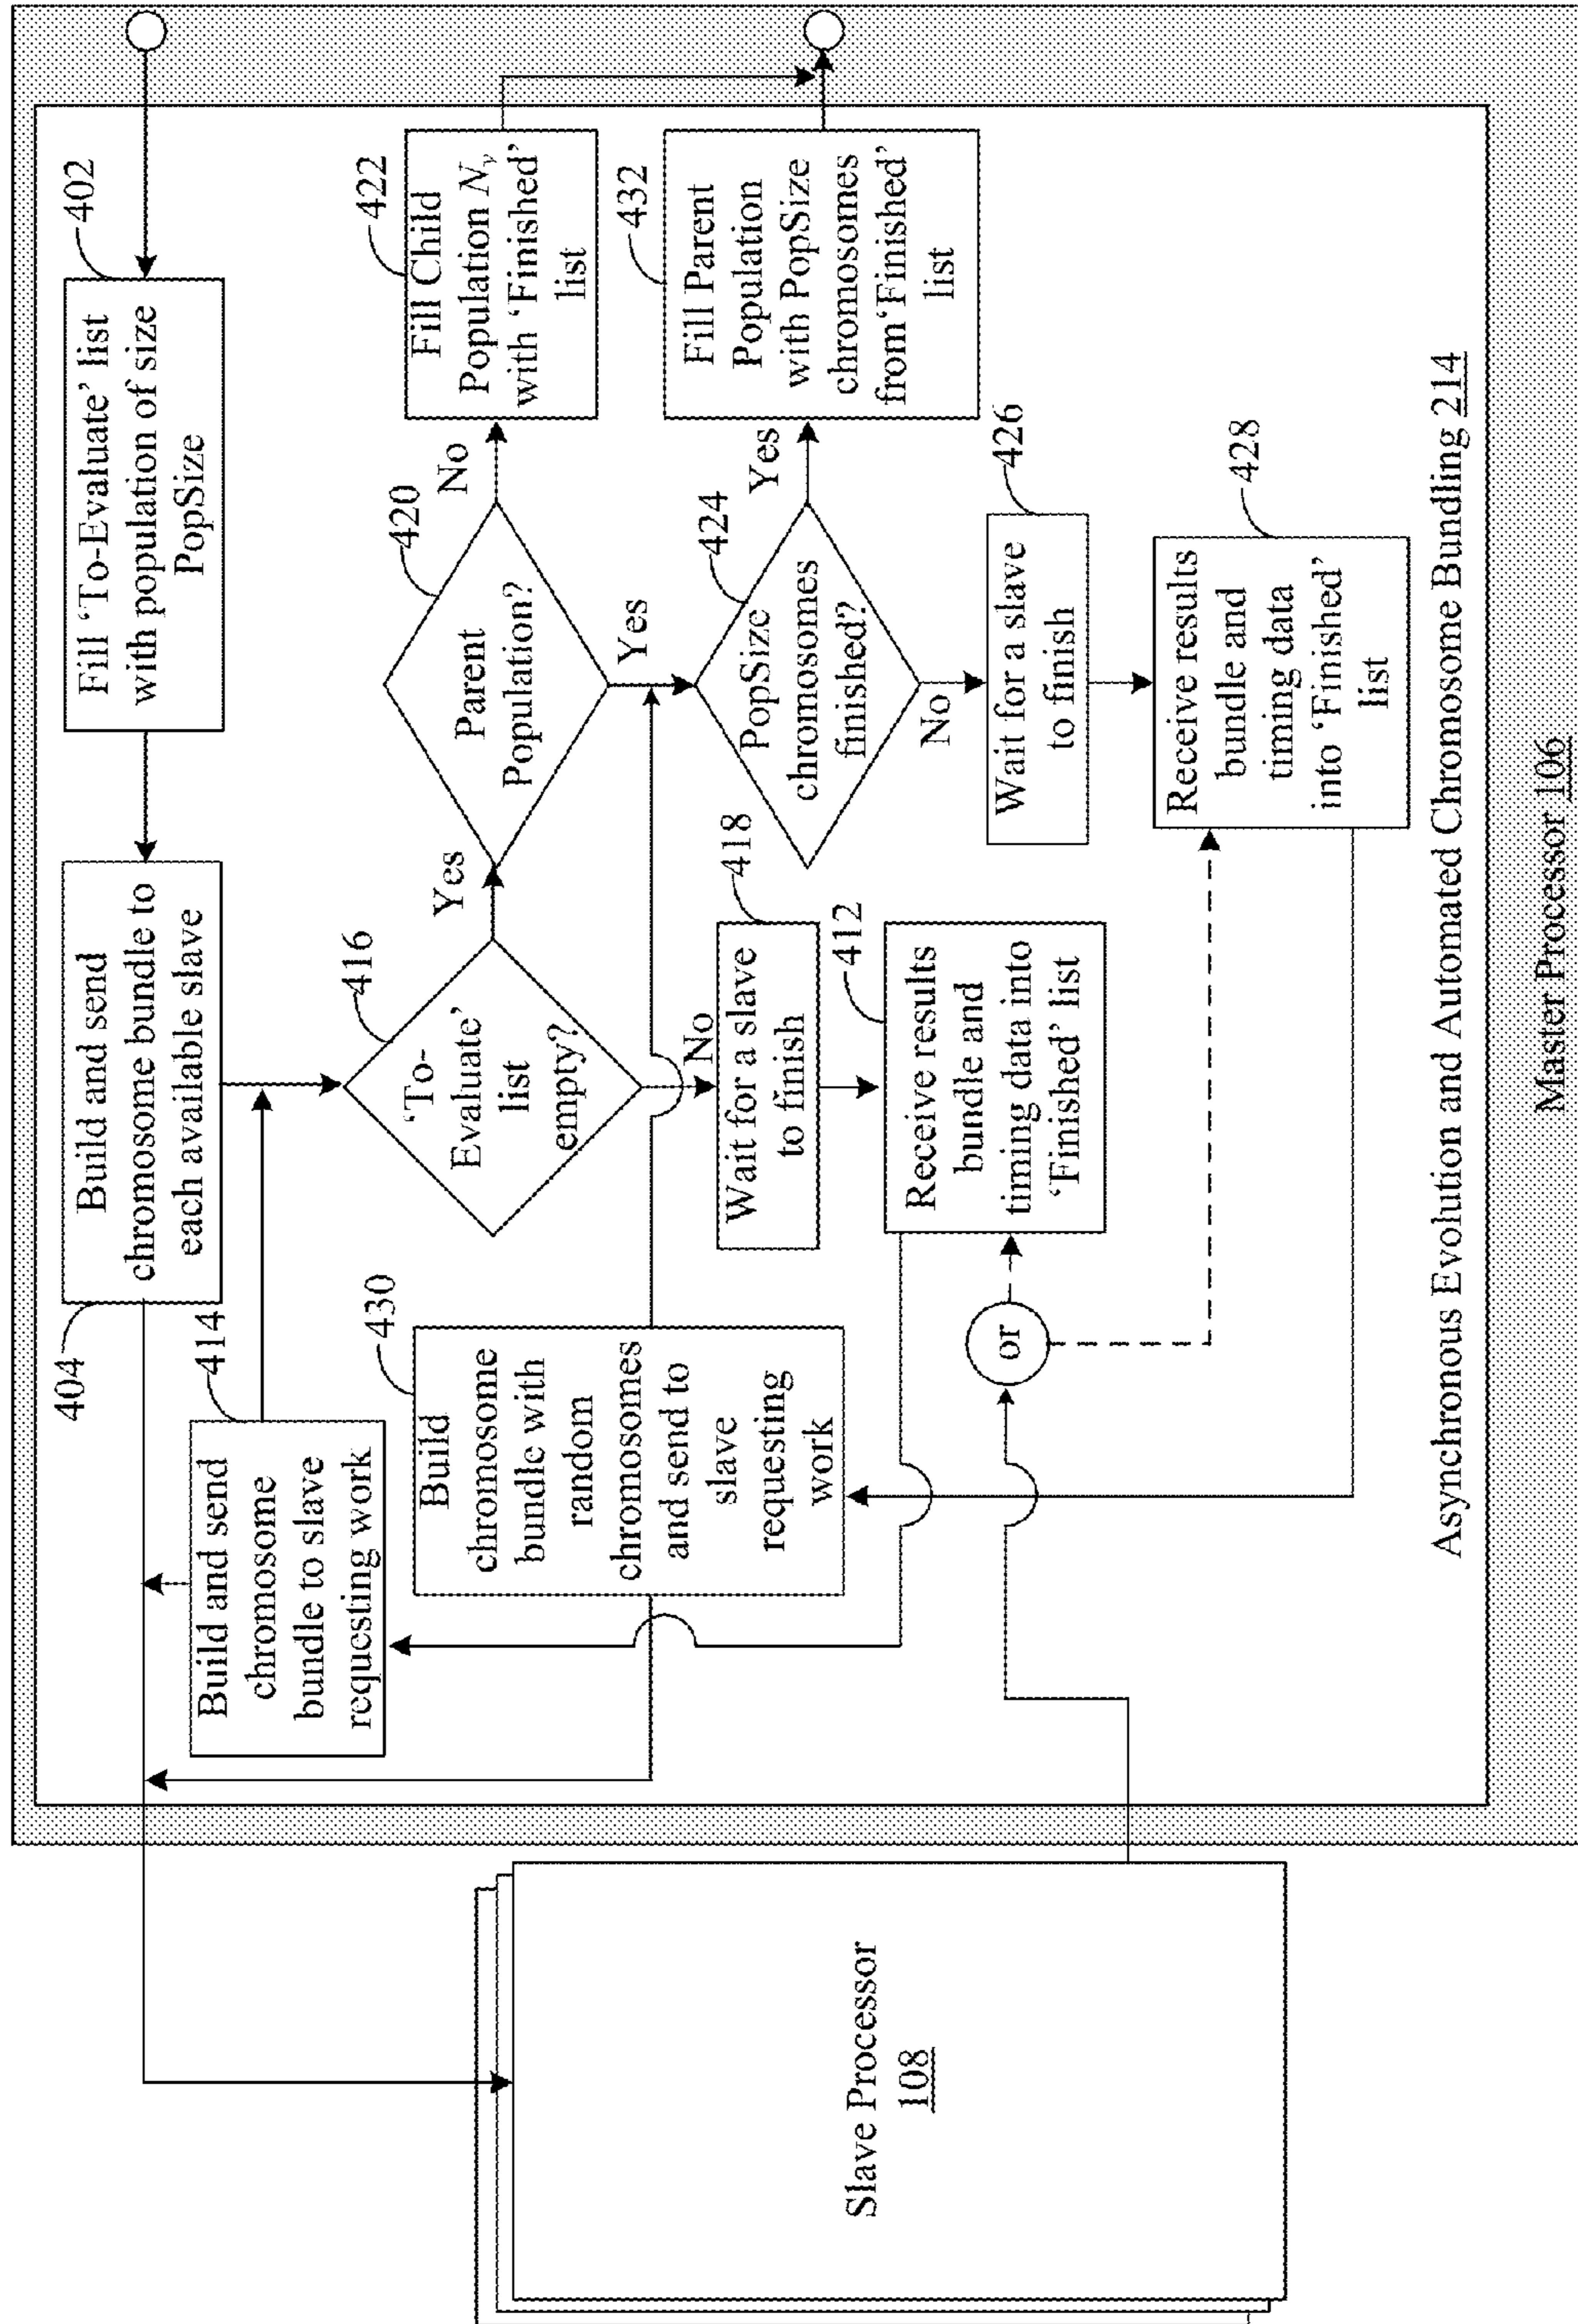 402
Fill ‘To-Evaluate’ list
with population of size
PopSize
404
Build and send
chromosome bundle to
each available slave
414
Build and send
chromosome
bundle to slave
requesting work
416
‘To-
Evaluate’
list
empty?
Yes
No
420
Parent
Population?
No
Yes
422
Fill Child
Population Nᵧ
with ‘Finished’
list
424
PopSize
chromosomes
finished?
Yes
No
432
Fill Parent
Population
with PopSize
chromosomes
from‘Finished’
list
430
Build
chromosome
bundle with
random
chromosomes
and send to
slave
requesting
work
418
Wait for a slave
to finish
412
Receive results
bundle and
timing data into
‘Finished’ list
426
Wait for a slave
to finish
428
Receive results
bundle and
timing data
into ‘Finished’
list
or
Slave Processor
108
Asynchronous Evolution and Automated Chromosome Bundling 214
Master Processor 106